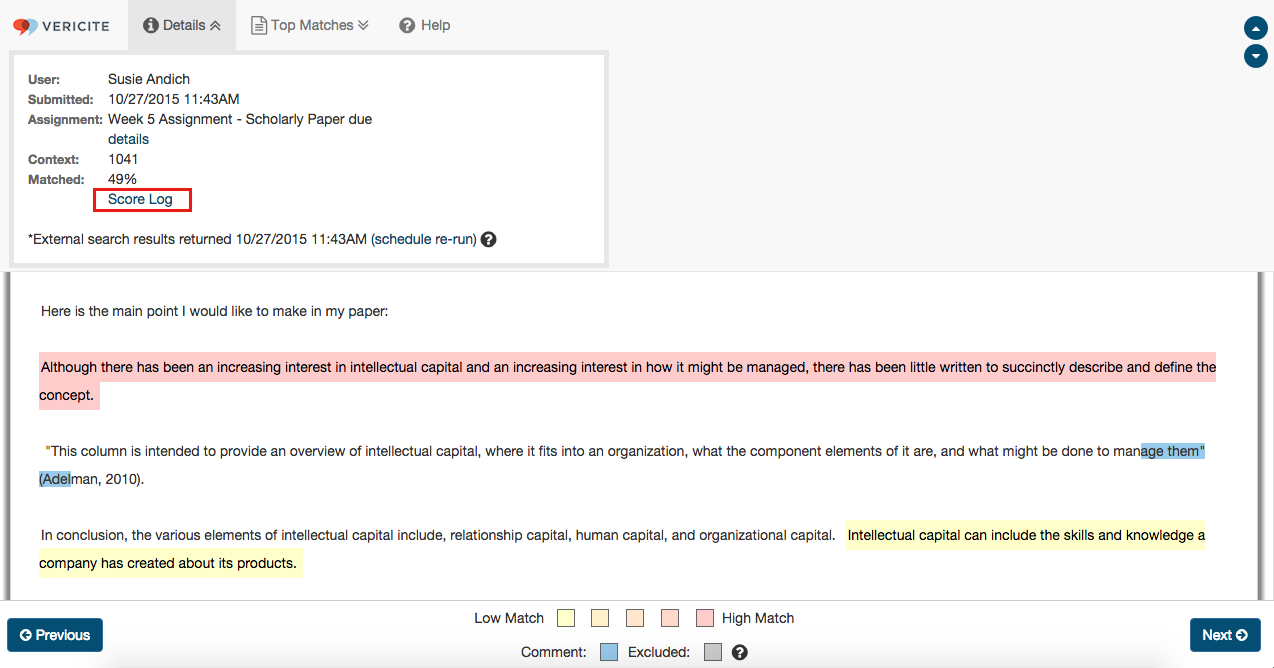 VERICITE Details Top Matches Help
User: Susie Andich
Submitted: 10/27/2015 11:43AM
Assignment: Week 5 Assignment - Scholarly Paper due
details
Context: 1041
Matched: 49%
Score Log
*External search results returned 10/27/2015 11:43AM (schedule re-run) ?
Here is the main point I would like to make in my paper:
Although there has been an increasing interest in intellectual capital and an increasing interest in how it might be managed, there has been little written to succinctly describe and define the
concept.
"This column is intended to provide an overview of intellectual capital, where it fits into an organization, what the component elements of it are, and what might be done to manage them"
(Adelman, 2010).
In conclusion, the various elements of intellectual capital include, relationship capital, human capital, and organizational capital. Intellectual capital can include the skills and knowledge a
company has created about its products.
Low Match High Match
Previous Next
Comment: Excluded: ?